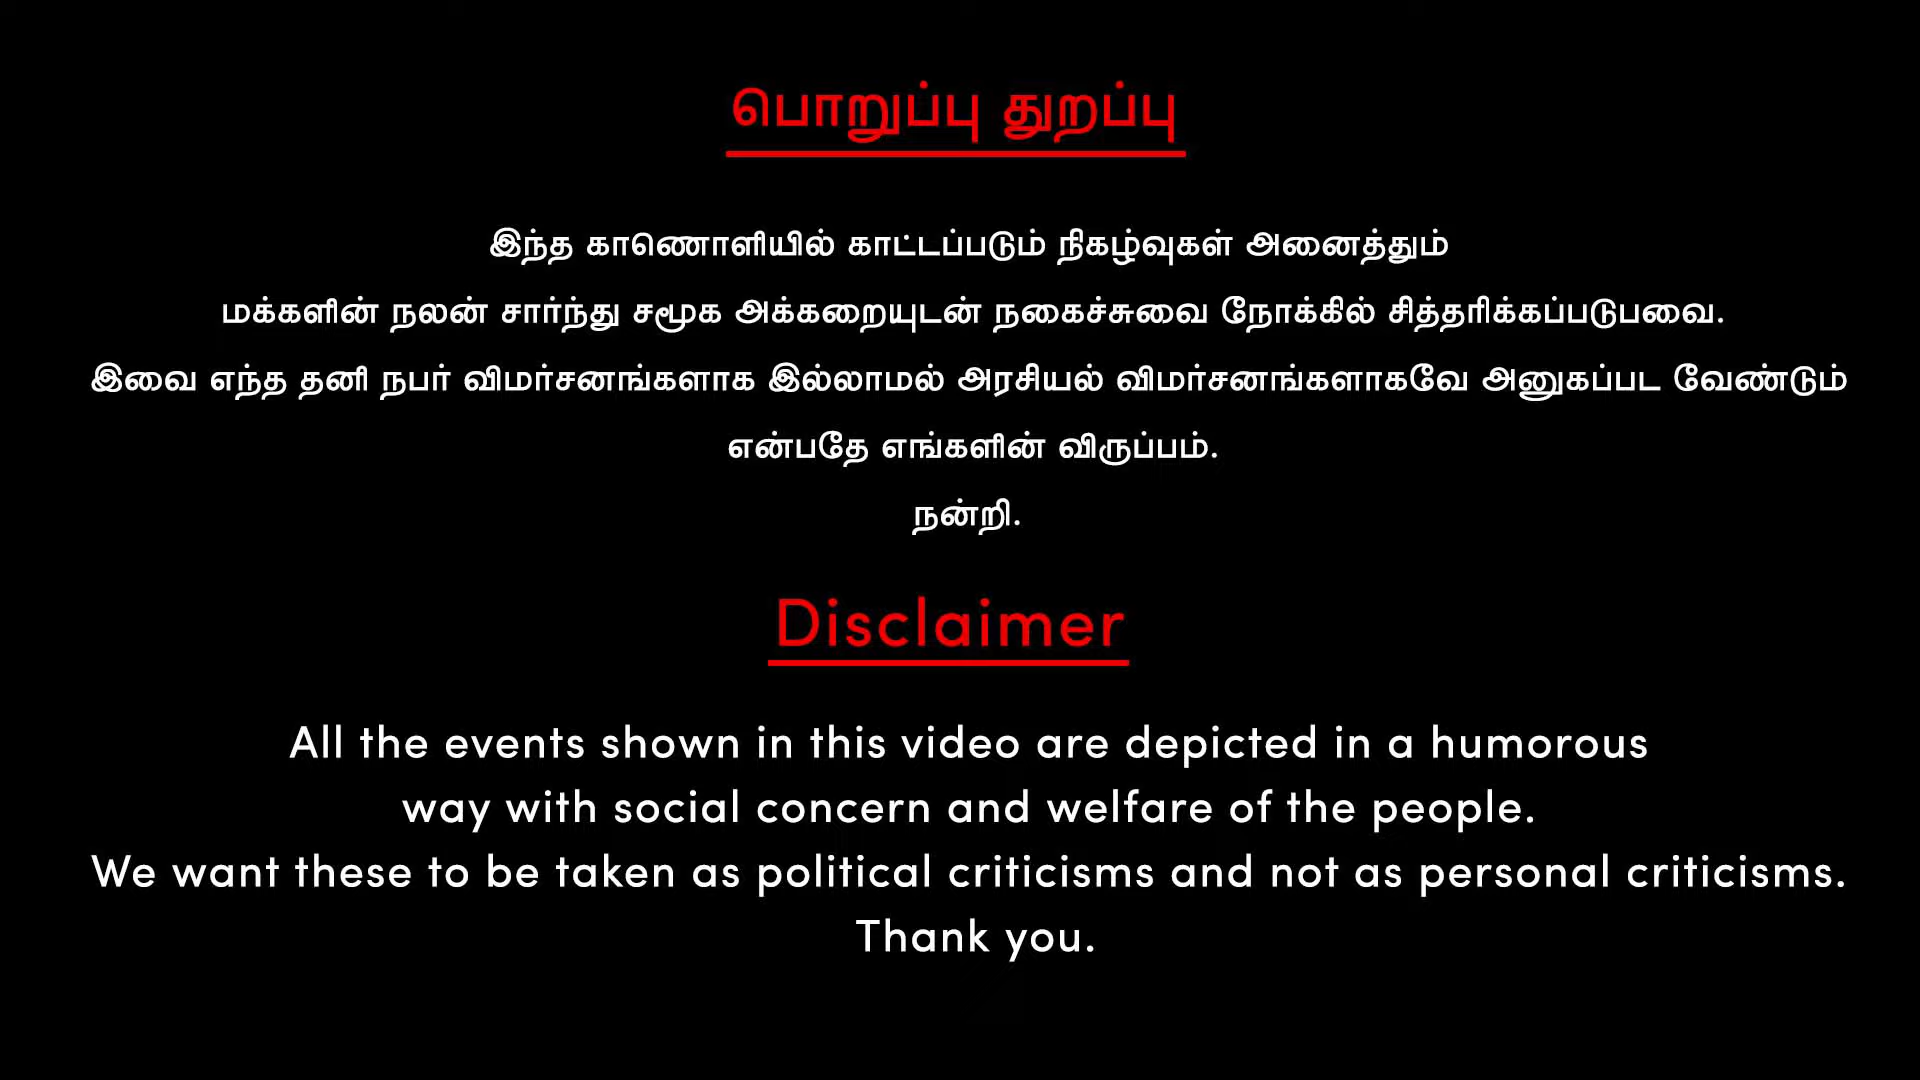 பொறுப்பு துறப்பு
இந்த காணொளியில் காட்டப்படும் நிகழ்வுகள் அனைத்தும்
மக்களின் நலன் சார்ந்து சமூக அக்கறையுடன் நகைச்சுவை நோக்கில் சித்தரிக்கப்படுபவை.
இவை எந்த தனி நபர் விமர்சனங்களாக இல்லாமல் அரசியல் விமர்சனங்களாகவே அனுகப்பட வேண்டும்
என்பதே எங்களின் விருப்பம்.
நன்றி.
Disclaimer
All the events shown in this video are depicted in a humorous
way with social concern and welfare of the people.
We want these to be taken as political criticisms and not as personal criticisms.
Thank you.